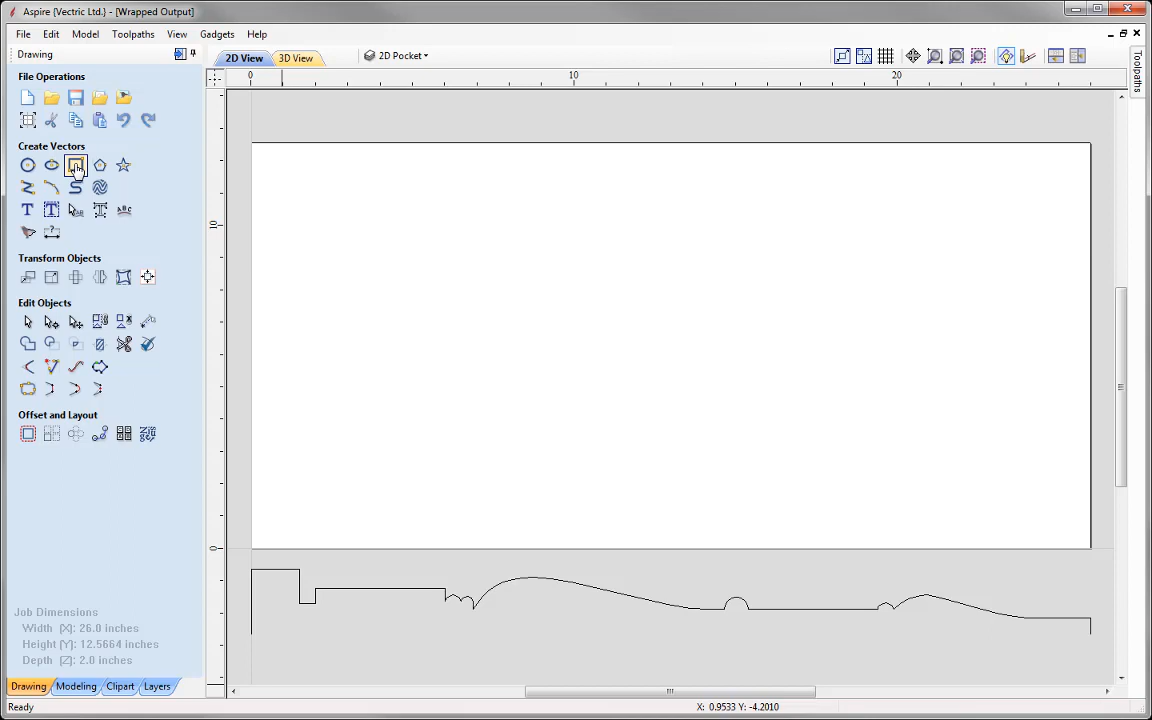 Aspire {Vectric Ltd.} - [Wrapped Output]
File Edit Model Toolpaths View Gadgets Help
Drawing
2D View 3D View 2D Pocket
File Operations
0 10 20
Create Vectors
10
0
Transform Objects
Edit Objects
Offset and Layout
Job Dimensions
Width (X): 26.0 inches
Height (Y): 12.5664 inches
Depth (Z): 2.0 inches
Drawing Modeling Clipart Layers
Ready
X: 0.9533 Y: -4.2010
Toolpaths